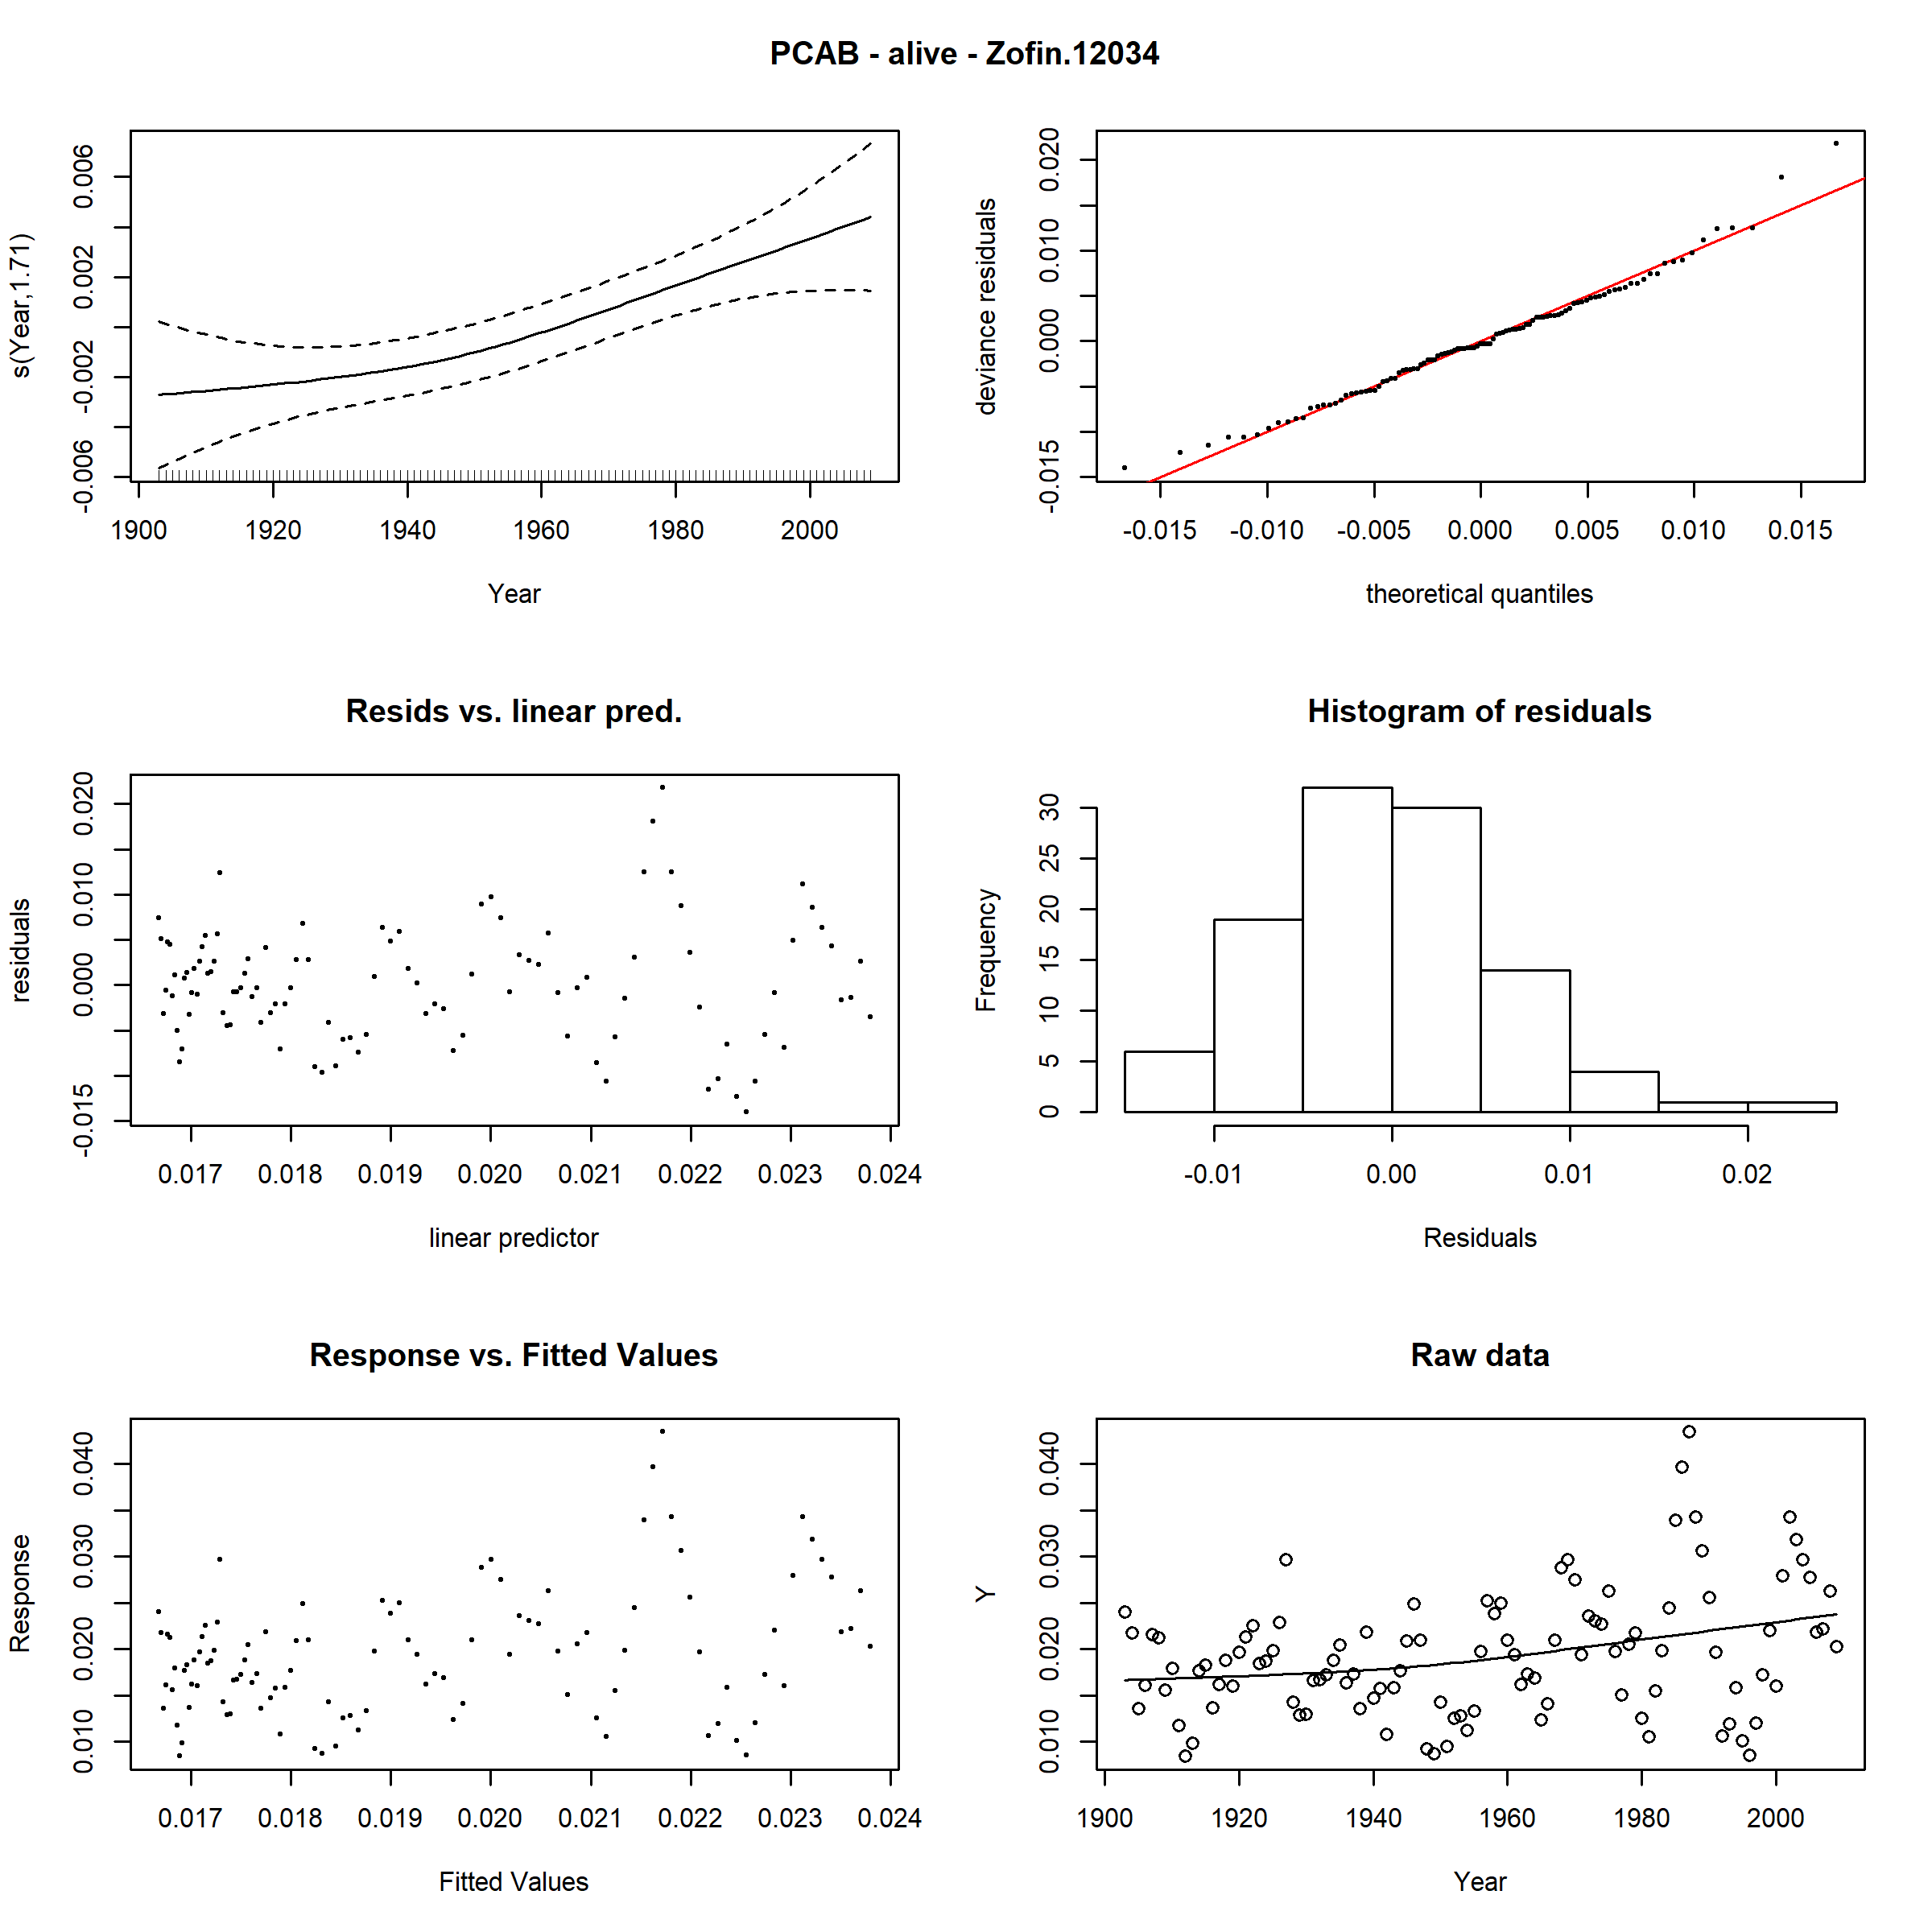 PCAB - alive - Zofin.12034
s(Year,1.71)
0.006
0.002
-0.002
-0.006
1900 1920 1940 1960 1980 2000
Year
deviance residuals
0.020
0.010
0.000
-0.015
-0.015 -0.010 -0.005 0.000 0.005 0.010 0.015
theoretical quantiles
Resids vs. linear pred.
residuals
0.020
0.010
0.000
-0.015
0.017 0.018 0.019 0.020 0.021 0.022 0.023 0.024
linear predictor
Histogram of residuals
Frequency
30
25
20
15
10
5
0
-0.01 0.00 0.01 0.02
Residuals
Response vs. Fitted Values
Response
0.040
0.030
0.020
0.010
0.017 0.018 0.019 0.020 0.021 0.022 0.023 0.024
Fitted Values
Raw data
Y
0.040
0.030
0.020
0.010
1900 1920 1940 1960 1980 2000
Year